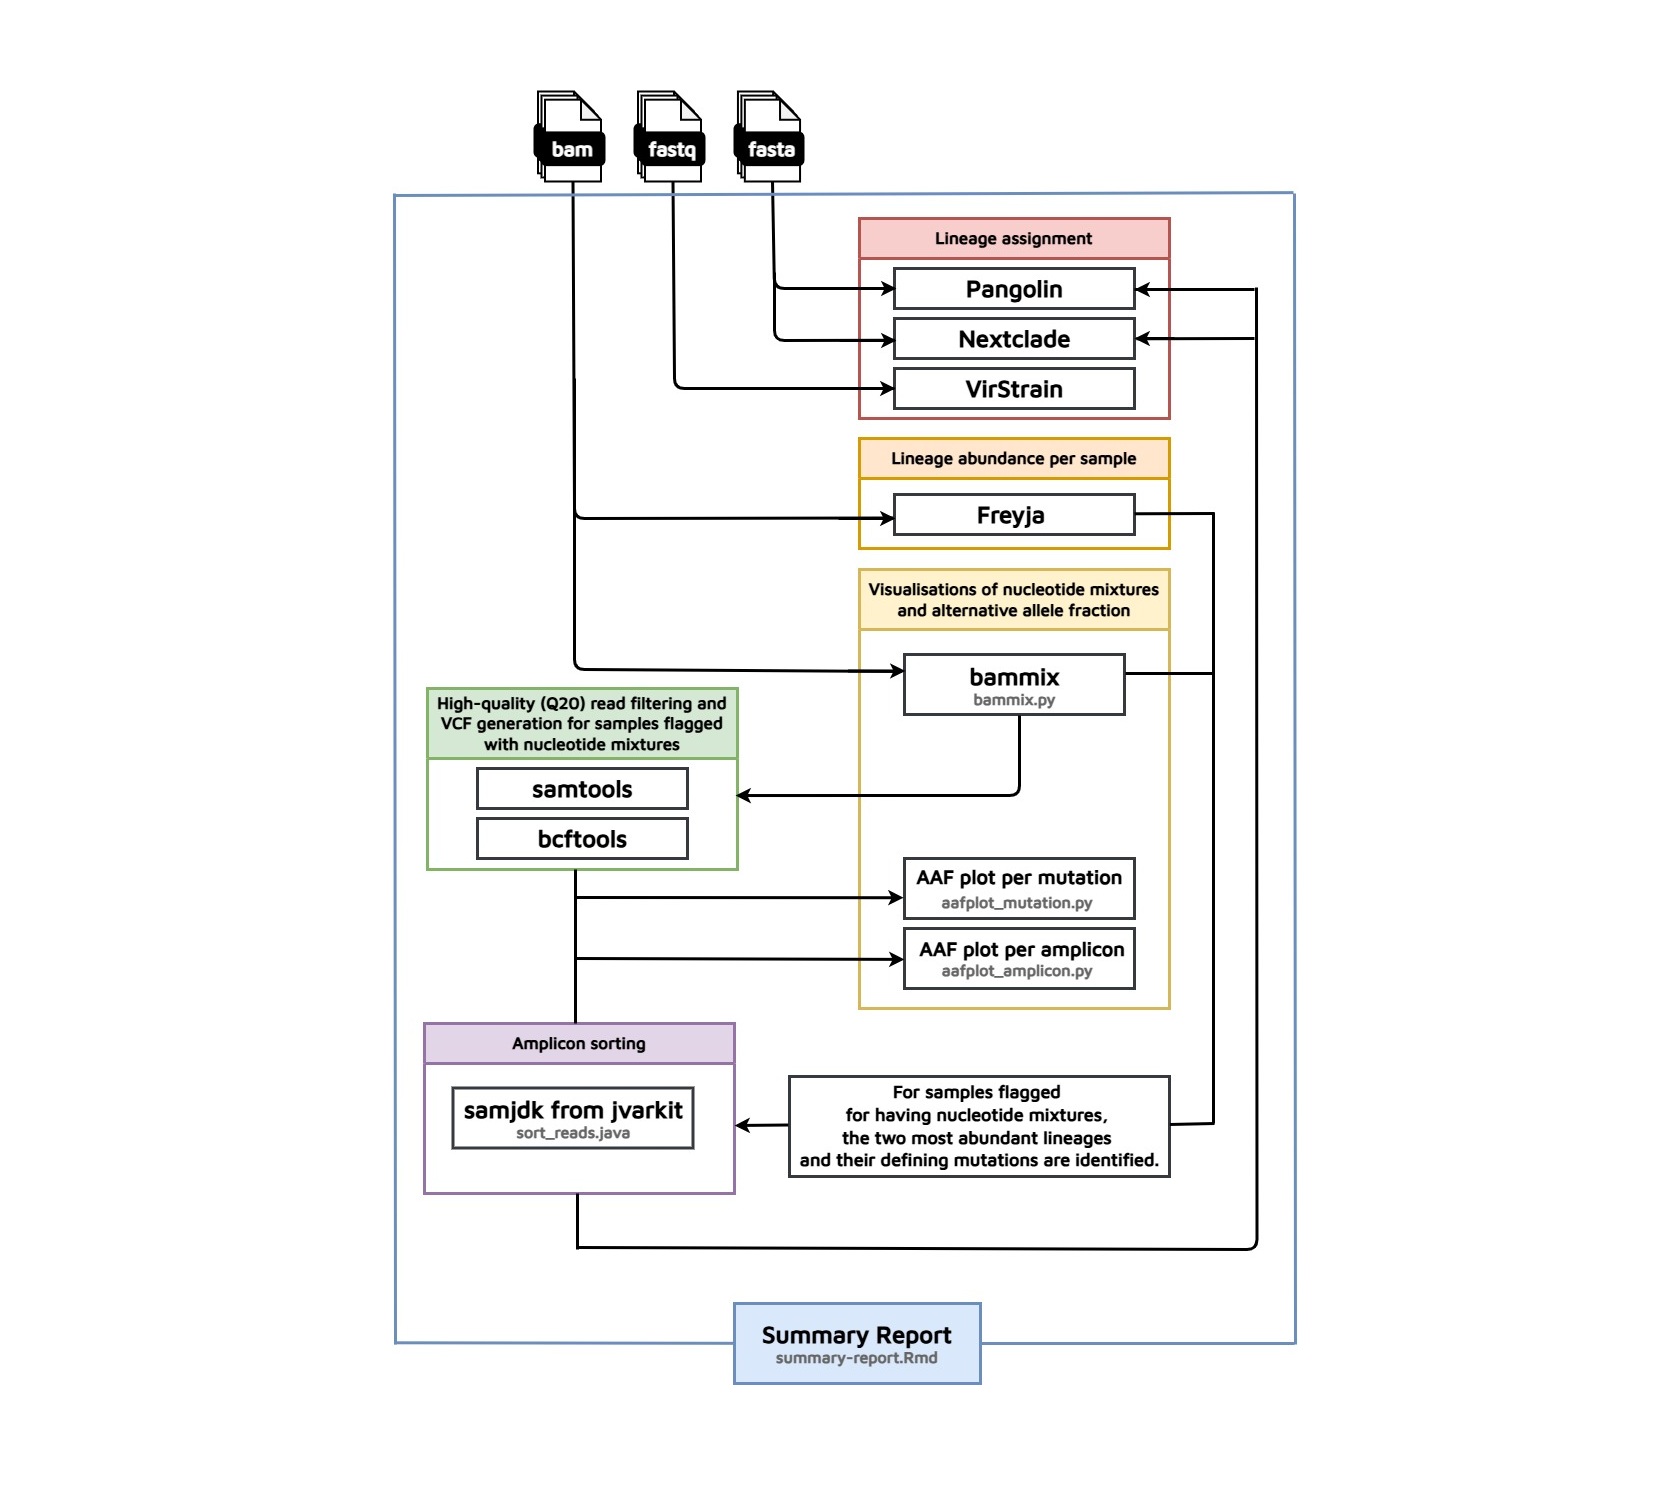 bam
fastq
fasta
Lineage assignment
Pangolin
Nextclade
VirStrain
Lineage abundance per sample
Freyja
Visualisations of nucleotide mixtures
and alternative allele fraction
bammix
bammix.py
High-quality (Q20) read filtering and
VCF generation for samples flagged
with nucleotide mixtures
samtools
bcftools
AAF plot per mutation
aafplot_mutation.py
AAF plot per amplicon
aafplot_amplicon.py
Amplicon sorting
samjdk from jvarkit
sort_reads.java
For samples flagged
for having nucleotide mixtures,
the two most abundant lineages
and their defining mutations are identified.
Summary Report
summary-report.Rmd